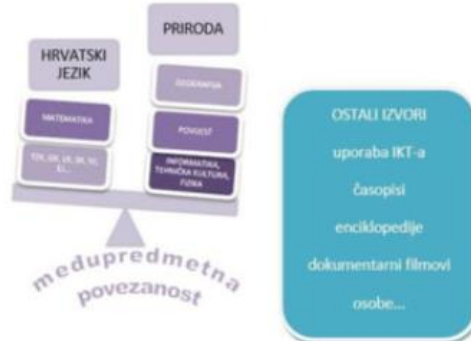 HRVATSKI
JEZIK
MATEMATIKA
PRIRODA
GEOGRAFIJA
POVIJEST
INFORMATIKA,
TEHNIČKA KULTURA,
FIZIKA
međupredmetna
povezanost
OSTALI IZVORI
uporaba IKT-a
časopisi
enciklopedije
dokumentarni filmovi
osobe...